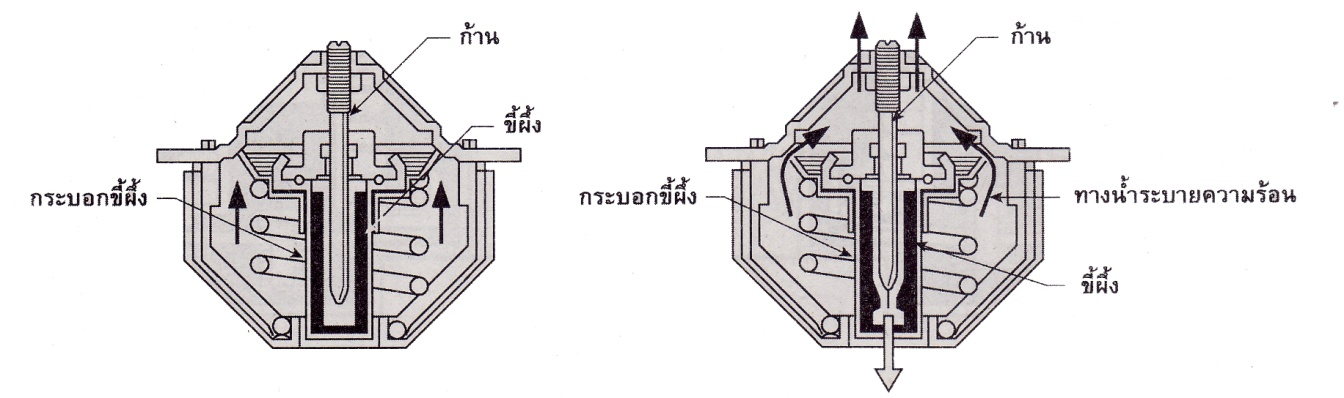 ก้าน
ขี้ผึ้ง
กระบอกขี้ผึ้ง
ก้าน
กระบอกขี้ผึ้ง
ทางน้ำระบายความร้อน
ขี้ผึ้ง